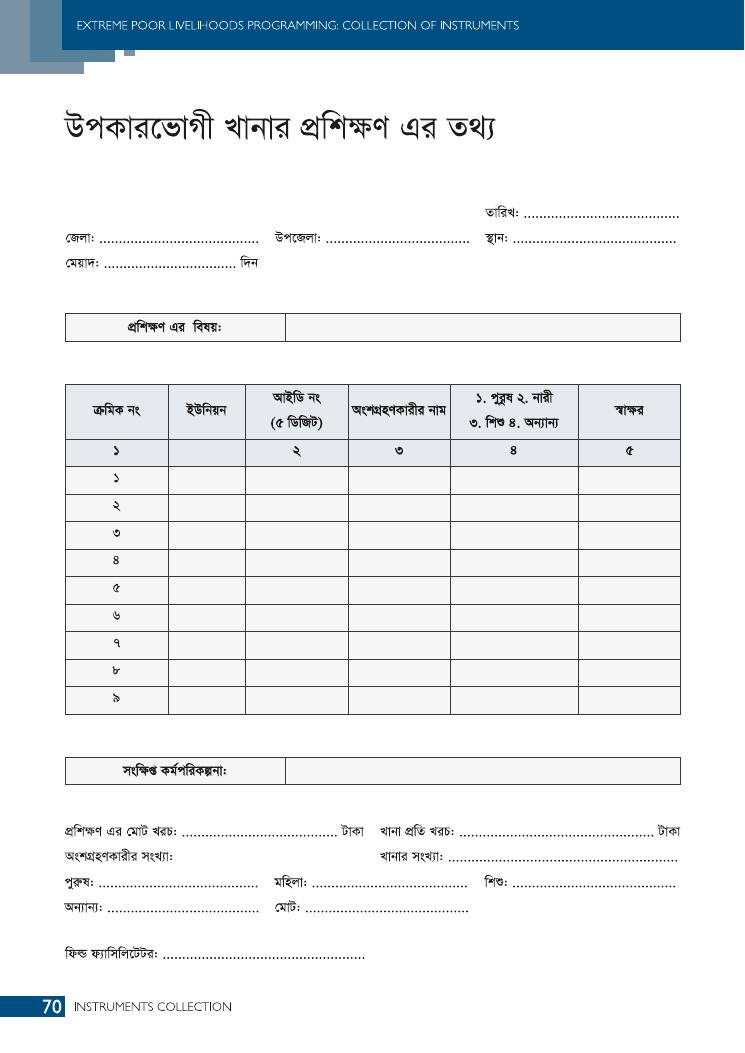 EXTREME POOR LIVELIHOODS PROGRAMMING: COLLECTION OF INSTRUMENTS
উপকারভোগী খানার প্রশিক্ষণ এর তথ্য
তারিখ: ........................................
জেলা: ......................................... উপজেলা: ..................................... স্থান: ..........................................
মেয়াদ: .................................. দিন
প্রশিক্ষণ এর বিষয়:
ক্রমিক নং ইউনিয়ন আইডি নং (৫ ডিজিট) অংশগ্রহণকারীর নাম ১. পুরুষ ২. নারী ৩. শিশু ৪. অন্যান্য স্বাক্ষর
১ ২ ৩ ৪ ৫
১
২
৩
৪
৫
৬
৭
৮
৯
সংক্ষিপ্ত কর্মপরিকল্পনা:
প্রশিক্ষণ এর মোট খরচ: ........................................ টাকা খানা প্রতি খরচ: .................................................. টাকা
অংশগ্রহণকারীর সংখ্যা: খানার সংখ্যা: ...........................................................
পুরুষ: ......................................... মহিলা: ........................................ শিশু: ..........................................
অন্যান্য: ....................................... মোট: ..........................................
ফিল্ড ফ্যাসিলিটেটর: ....................................................
70 INSTRUMENTS COLLECTION